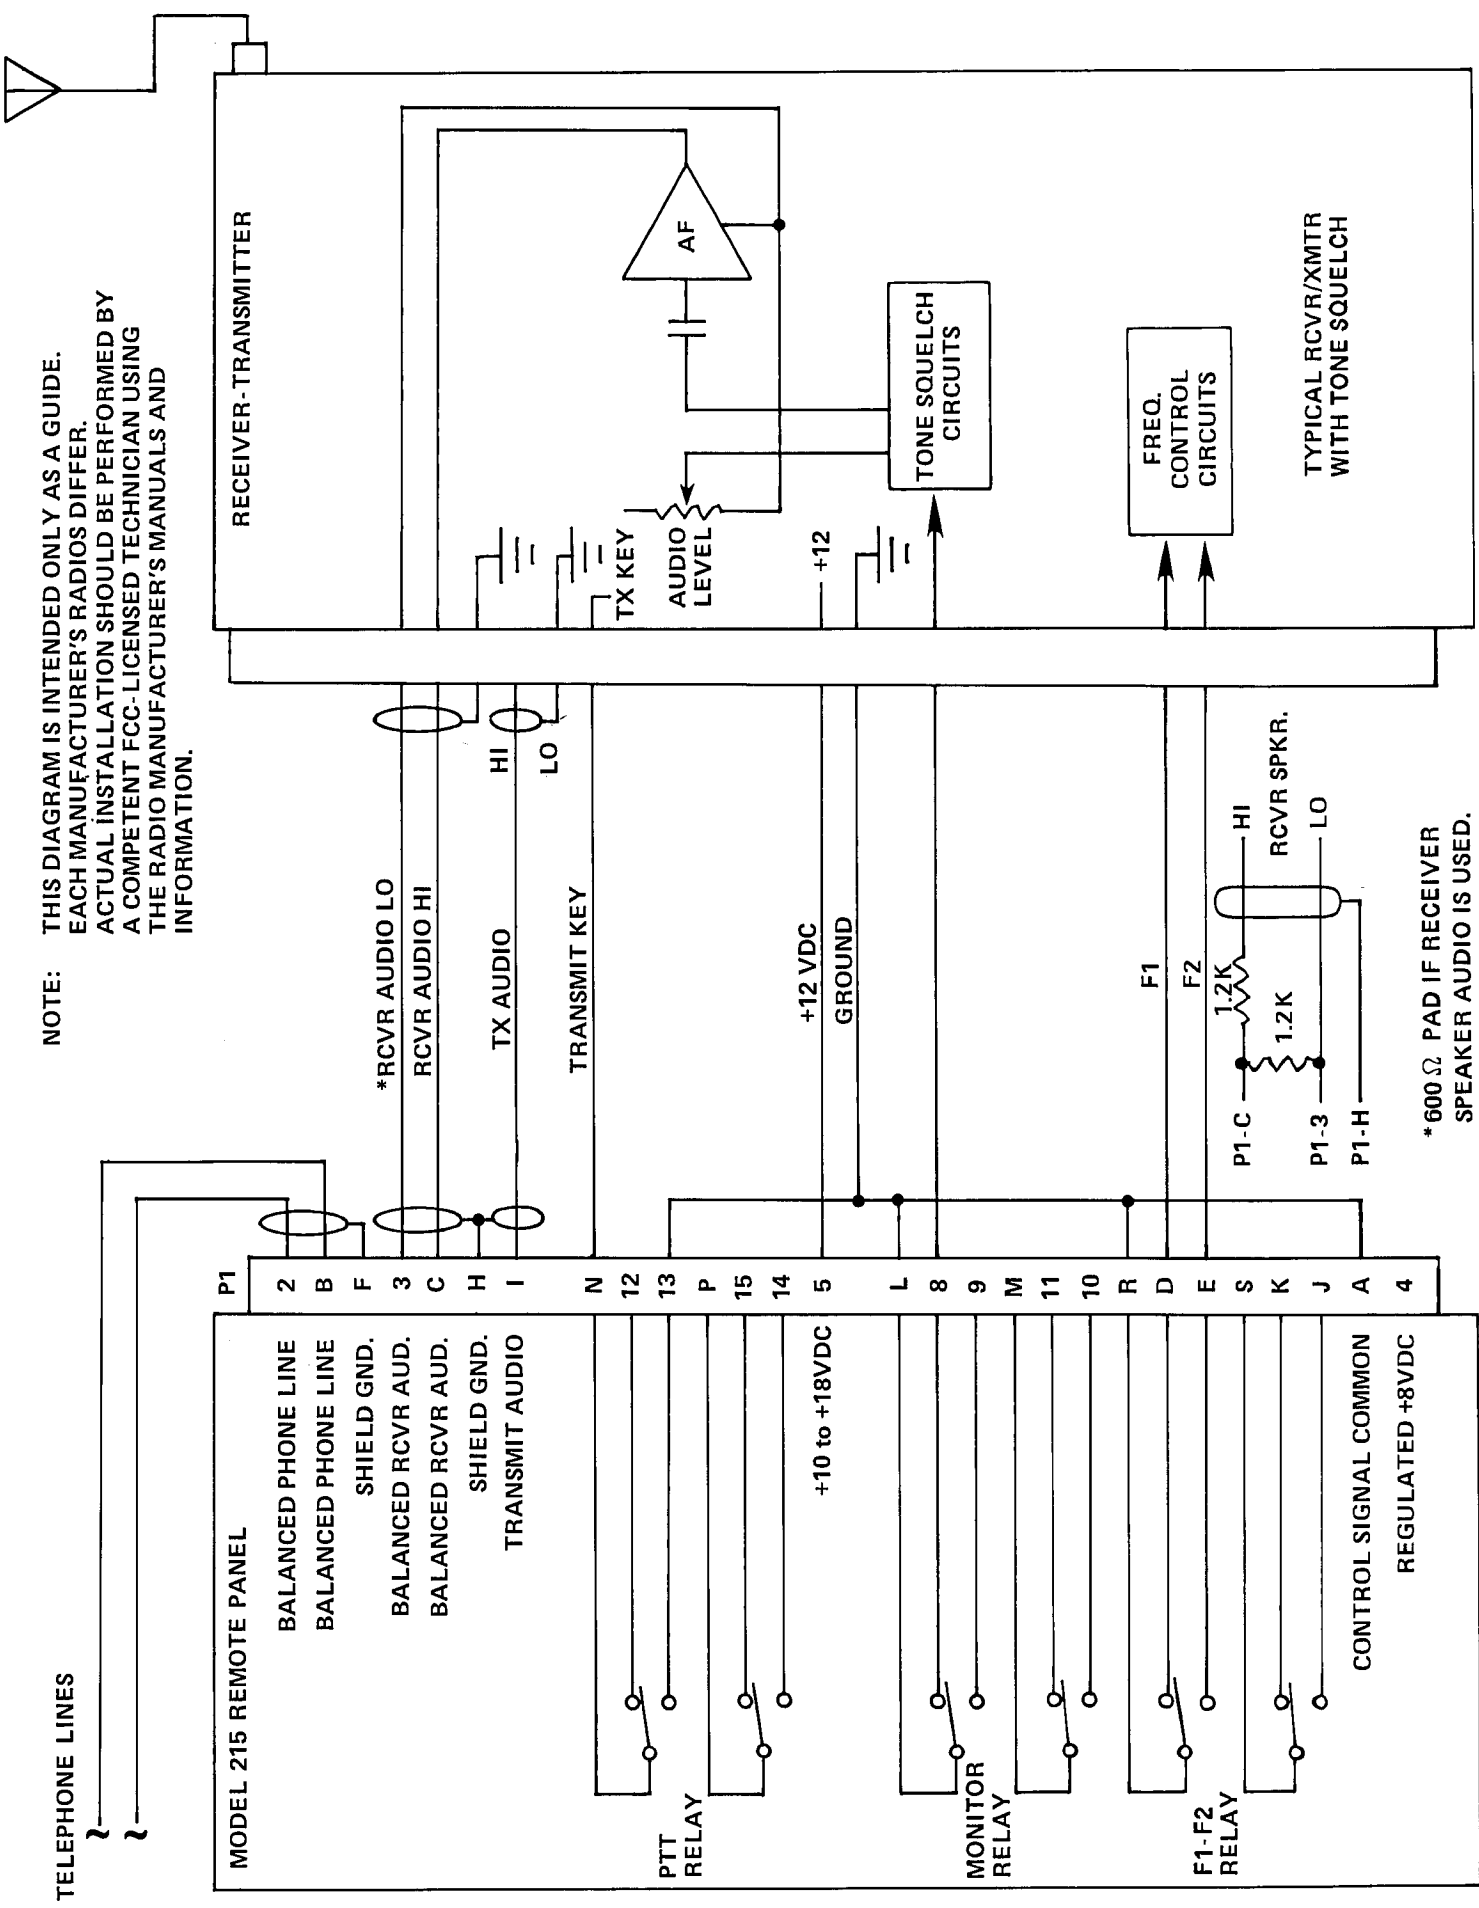 NOTE:
THIS DIAGRAM IS INTENDED ONLY AS A GUIDE.
EACH MANUFACTURER'S RADIOS DIFFER.
ACTUAL INSTALLATION SHOULD BE PERFORMED BY
A COMPETENT FCC-LICENSED TECHNICIAN USING
THE RADIO MANUFACTURER'S MANUALS AND
INFORMATION.
TELEPHONE LINES
MODEL 215 REMOTE PANEL
P1
RECEIVER-TRANSMITTER
BALANCED PHONE LINE
2
BALANCED PHONE LINE
B
SHIELD GND.
F
BALANCED RCVR AUD.
3
*RCVR AUDIO LO
BALANCED RCVR AUD.
C
RCVR AUDIO HI
SHIELD GND.
H
TRANSMIT AUDIO
I
TX AUDIO
HI
LO
N
TRANSMIT KEY
TX KEY
12
13
P
15
14
PTT
RELAY
AUDIO
LEVEL
AF
+10 to +18VDC
5
+12 VDC
+12
GROUND
L
8
9
M
11
10
MONITOR
RELAY
TONE SQUELCH
CIRCUITS
R
D
F1
E
F2
S
K
J
F1-F2
RELAY
FREQ.
CONTROL
CIRCUITS
CONTROL SIGNAL COMMON
A
REGULATED +8VDC
4
P1-C
1.2K
HI
1.2K
RCVR SPKR.
P1-3
LO
P1-H
TYPICAL RCVR/XMTR
WITH TONE SQUELCH
*600 Ω PAD IF RECEIVER
SPEAKER AUDIO IS USED.